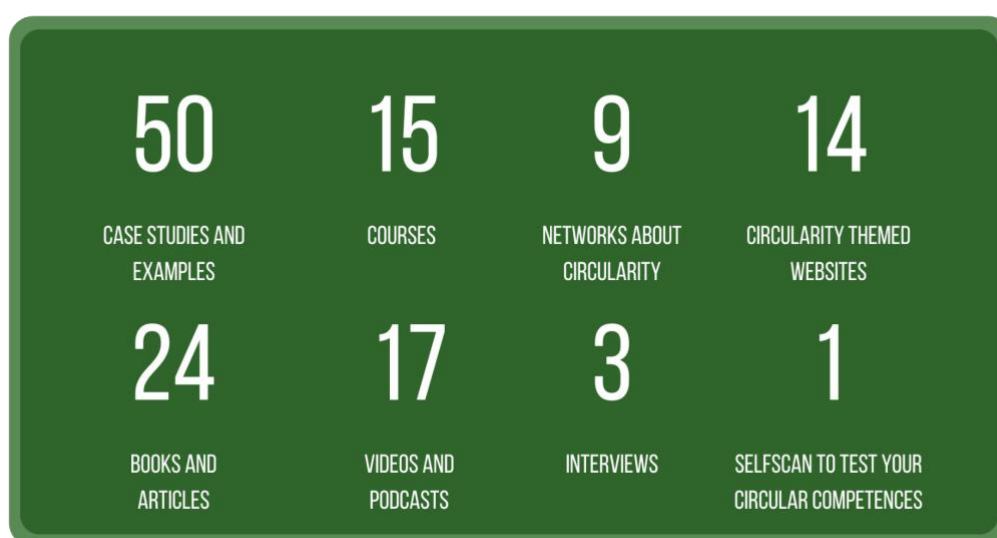 50
15
9
14
CASE STUDIES AND
EXAMPLES
COURSES
NETWORKS ABOUT
CIRCULARITY
CIRCULARITY THEMED
WEBSITES
24
17
3
1
BOOKS AND
ARTICLES
VIDEOS AND
PODCASTS
INTERVIEWS
SELFSCAN TO TEST YOUR
CIRCULAR COMPETENCES